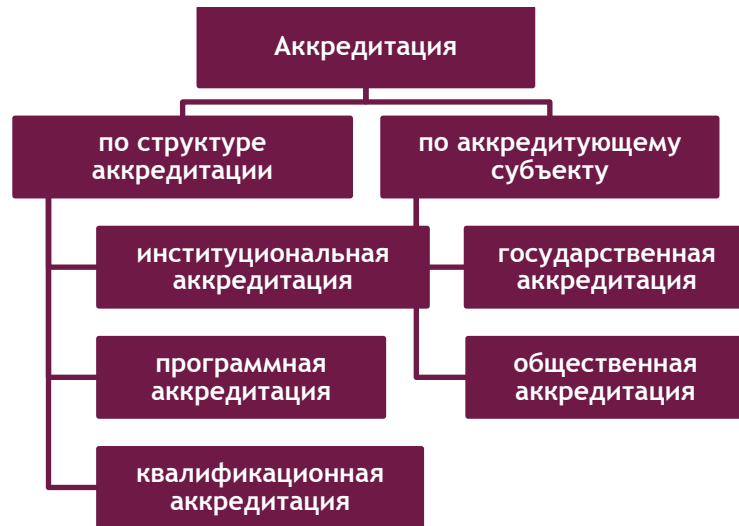 Аккредитация
по структуре
аккредитации
по аккредитующему
субъекту
институциональная
аккредитация
государственная
аккредитация
программная
аккредитация
общественная
аккредитация
квалификационная
аккредитация